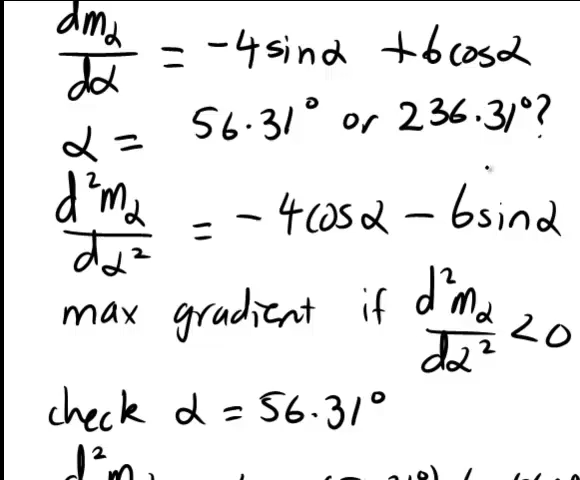 dm_α/dα = -4sinα +6cosα
α = 56.31° or 236.31°?
d²m_α/dα² = -4cosα - 6sinα
max gradient if d²m_α/dα² <0
check α = 56.31°
d²m